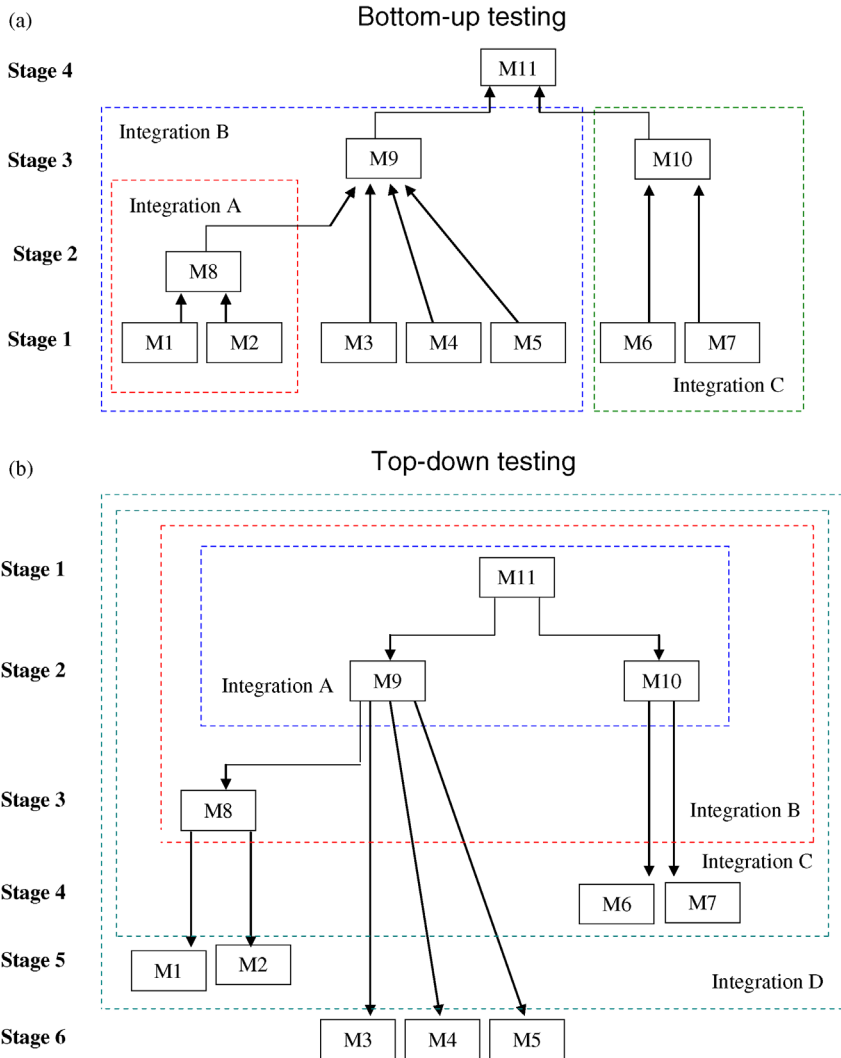 (a)
Bottom-up testing
Stage 4
M11
Integration B
Stage 3
M9
M10
Integration A
Stage 2
M8
Stage 1
M1
M2
M3
M4
M5
M6
M7
Integration C
(b)
Top-down testing
Stage 1
M11
Stage 2
Integration A
M9
M10
Stage 3
M8
Integration B
Integration C
Stage 4
M6
M7
Stage 5
M1
M2
Integration D
Stage 6
M3
M4
M5